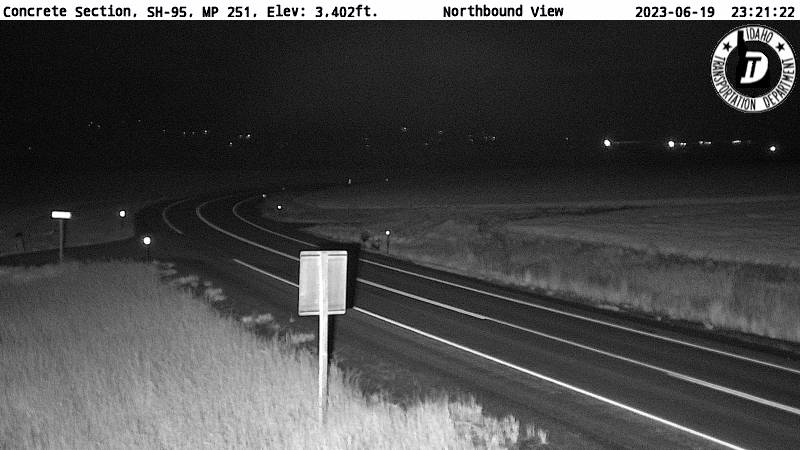 Concrete Section, SH-95, MP 251, Elev: 3,402ft. Northbound View 2023-06-19 23:21:22
IDAHO
TRANSPORTATION DEPARTMENT